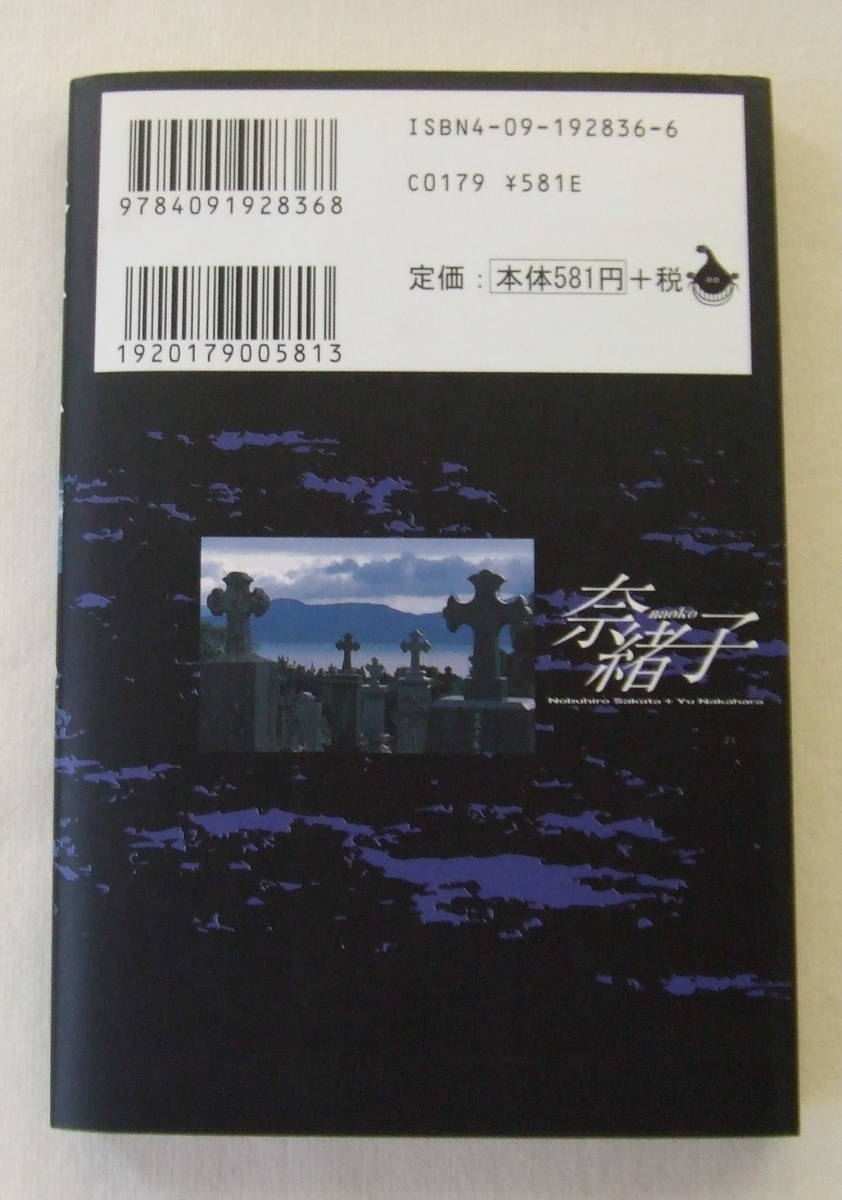 ISBN4-09-192836-6
9784091928368
C0179 ¥581E
定価：本体581円+税
1920179005813
奈緒子
naoko
Nobuhiro Sakata + Yu Nakahara